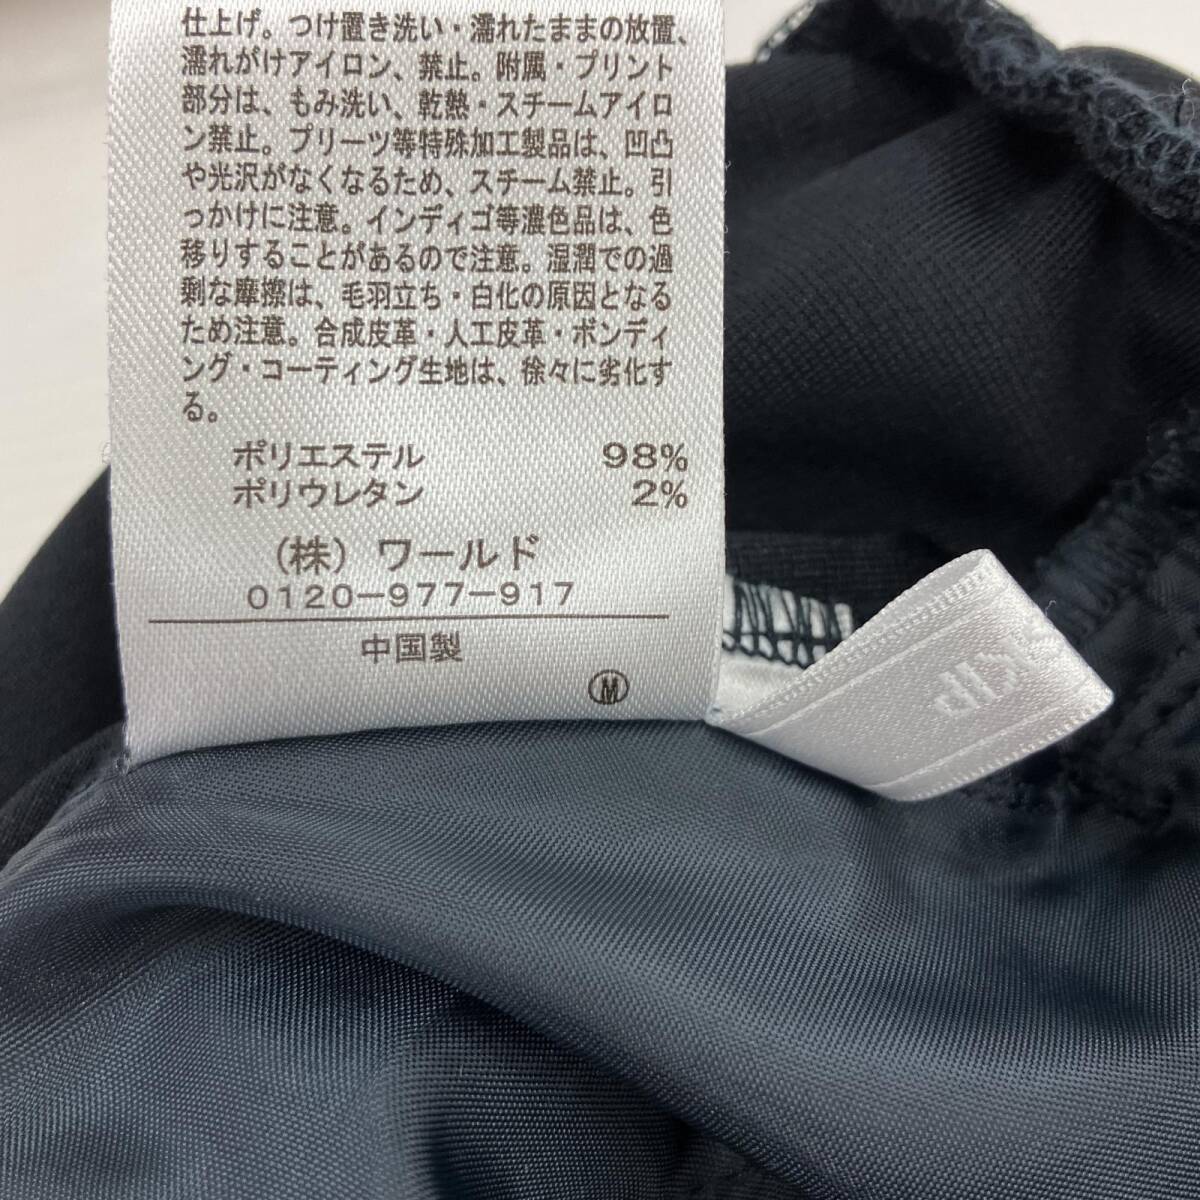 仕上げ。つけ置き洗い・濡れたままの放置、
濡れがけアイロン、禁止。附属・プリント
部分は、もみ洗い、乾熱・スチームアイロ
ン禁止。プリーツ等特殊加工製品は、凹凸
や光沢がなくなるため、スチーム禁止。引
っかけに注意。インディゴ等濃色品は、色
移りすることがあるので注意。湿潤での過
剰な摩擦は、毛羽立ち・白化の原因となる
ため注意。合成皮革・人工皮革・ボンディ
ング・コーティング生地は、徐々に劣化す
る。
ポリエステル 98%
ポリウレタン 2%
(株) ワールド
0120-977-917
中国製
M